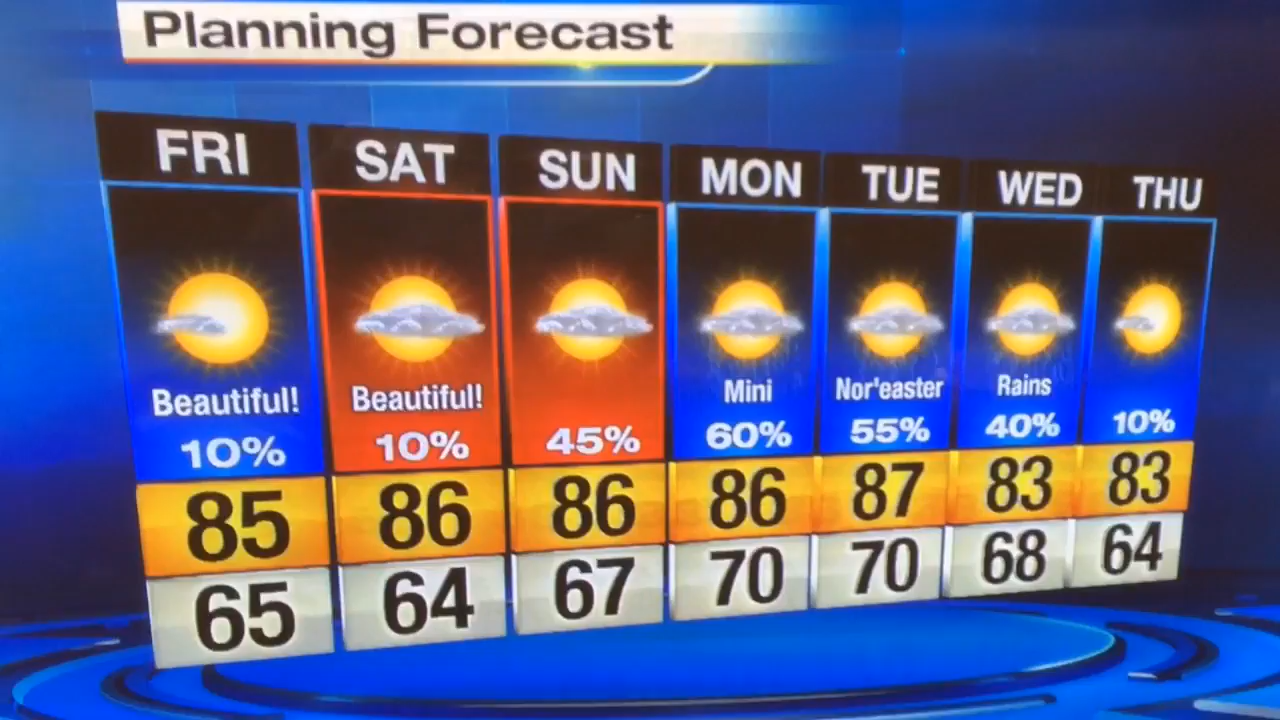 Planning Forecast
FRI SAT SUN MON TUE WED THU
Beautiful! Beautiful! Mini Nor'easter Rains
10% 10% 45% 60% 55% 40% 10%
85 86 86 86 87 83 83
65 64 67 70 70 68 64